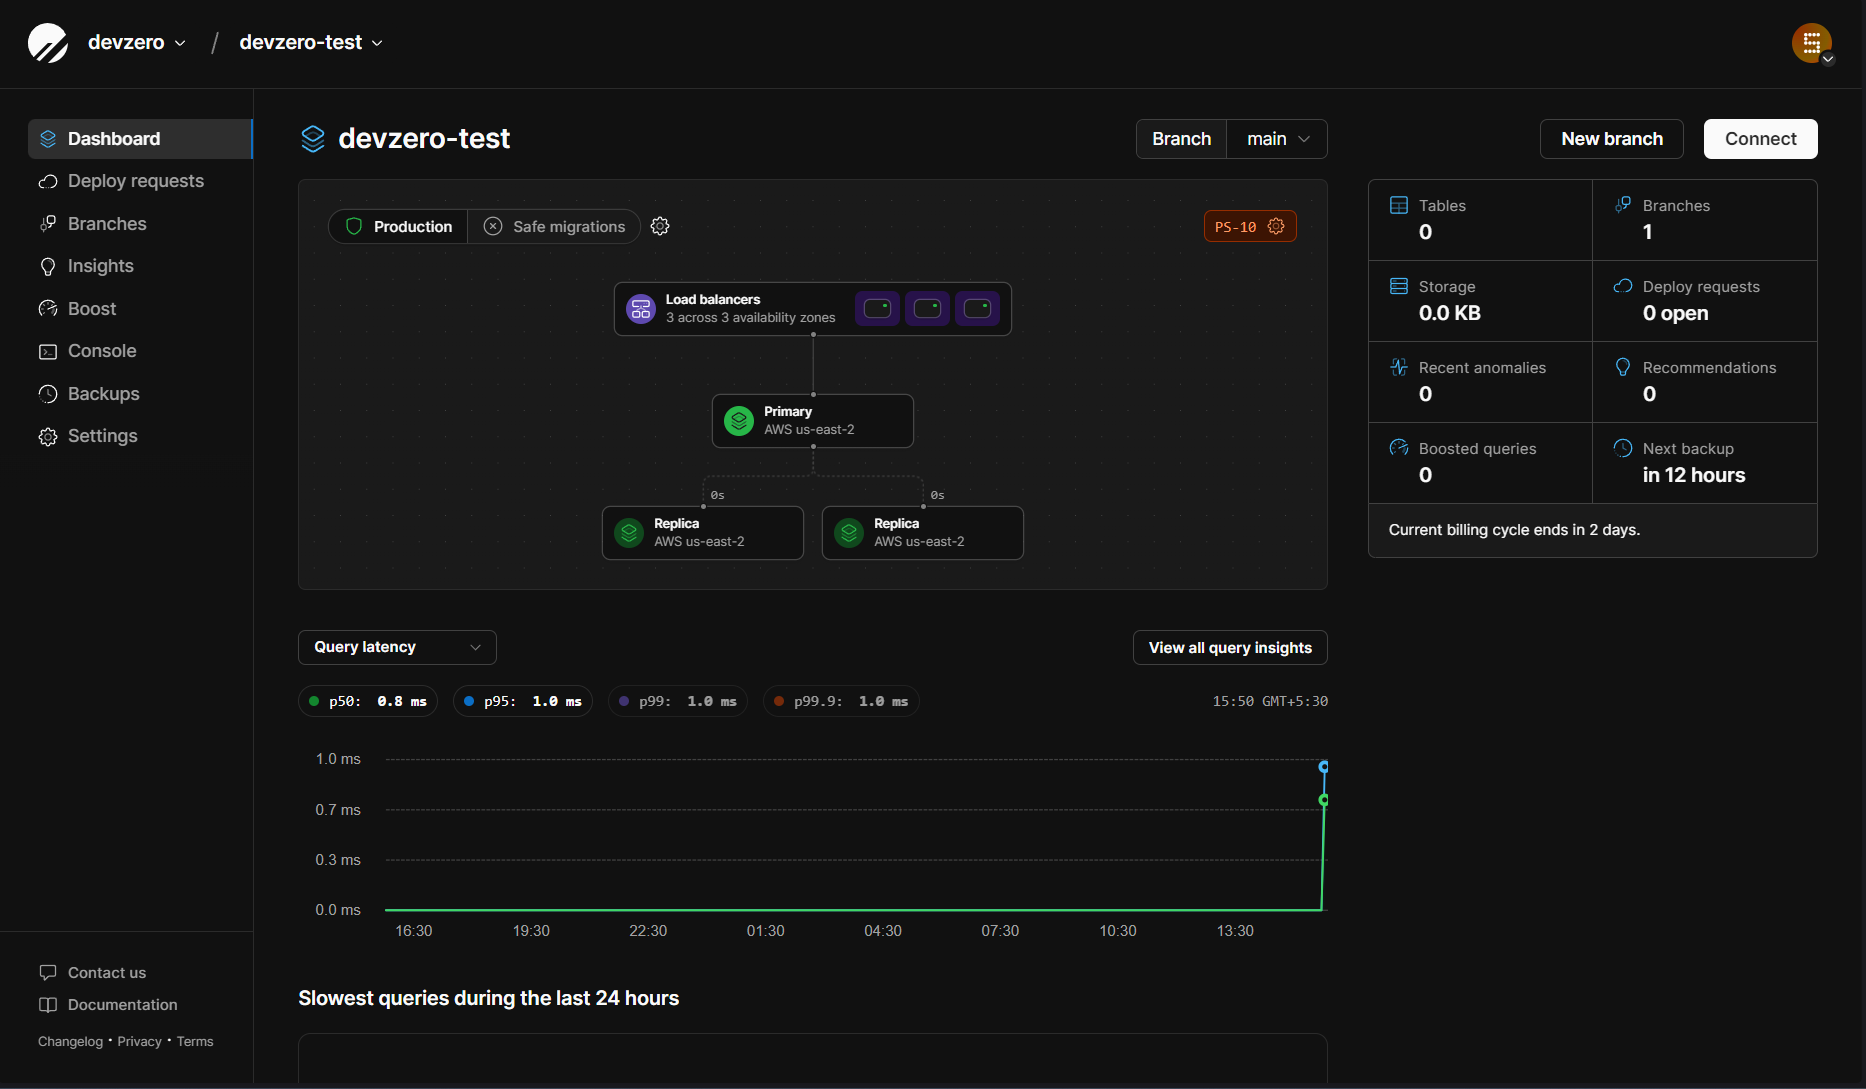 devzero / devzero-test
Dashboard
Deploy requests
Branches
Insights
Boost
Console
Backups
Settings
Contact us
Documentation
Changelog • Privacy • Terms
devzero-test
Branch main
New branch
Connect
Production
Safe migrations
PS-10
Load balancers
3 across 3 availability zones
Primary
AWS us-east-2
0s
0s
Replica
AWS us-east-2
Replica
AWS us-east-2
Tables
0
Branches
1
Storage
0.0 KB
Deploy requests
0 open
Recent anomalies
0
Recommendations
0
Boosted queries
0
Next backup
in 12 hours
Current billing cycle ends in 2 days.
Query latency
View all query insights
p50: 0.8 ms
p95: 1.0 ms
p99: 1.0 ms
p99.9: 1.0 ms
15:50 GMT+5:30
1.0 ms
0.7 ms
0.3 ms
0.0 ms
16:30 19:30 22:30 01:30 04:30 07:30 10:30 13:30
Slowest queries during the last 24 hours